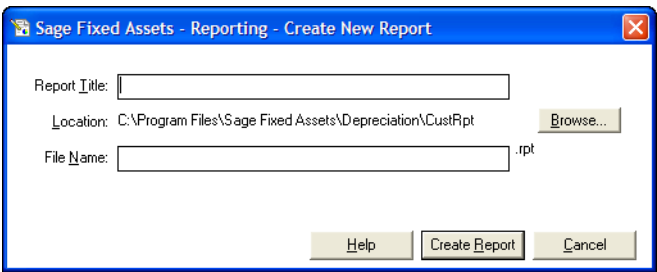 Sage Fixed Assets - Reporting - Create New Report
Report Title:
Location: C:\Program Files\Sage Fixed Assets\Depreciation\CustRpt Browse...
File Name: .rpt
Help Create Report Cancel